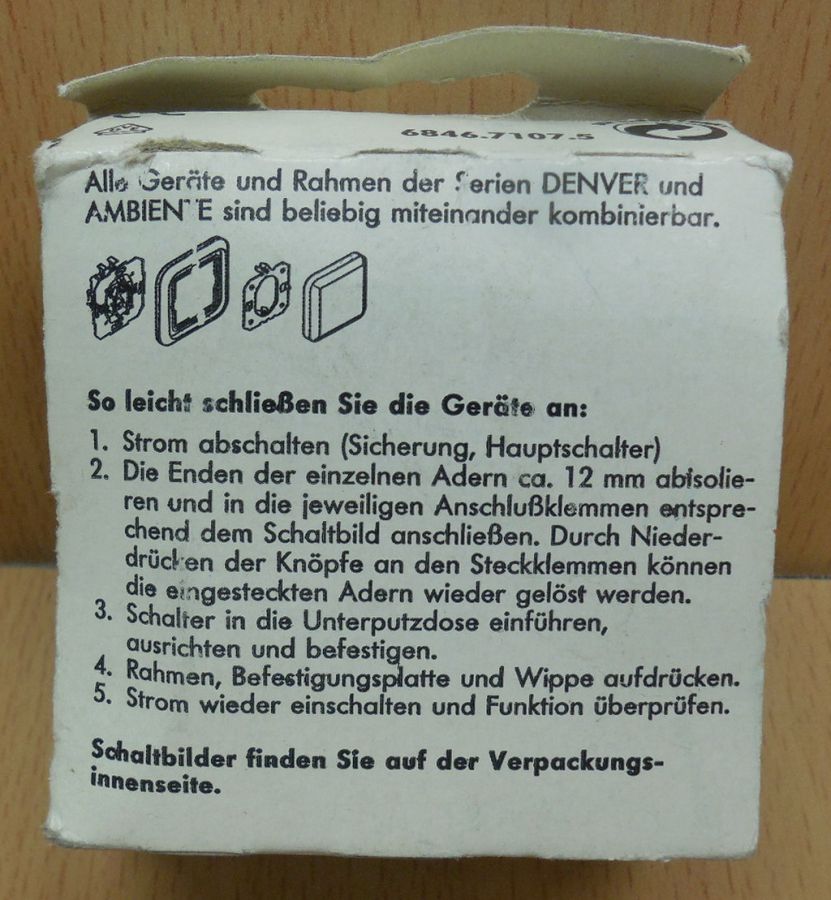 6846.7107.5
Alle Geräte und Rahmen der Serien DENVER und
AMBIENTE sind beliebig miteinander kombinierbar.
So leicht schließen Sie die Geräte an:
1. Strom abschalten (Sicherung, Hauptschalter)
2. Die Enden der einzelnen Adern ca. 12 mm abisolie-
ren und in die jeweiligen Anschlußklemmen entspre-
chend dem Schaltbild anschließen. Durch Nieder-
drücken der Knöpfe an den Steckklemmen können
die eingesteckten Adern wieder gelöst werden.
3. Schalter in die Unterputzdose einführen,
ausrichten und befestigen.
4. Rahmen, Befestigungsplatte und Wippe aufdrücken.
5. Strom wieder einschalten und Funktion überprüfen.
Schaltbilder finden Sie auf der Verpackungs-
innenseite.